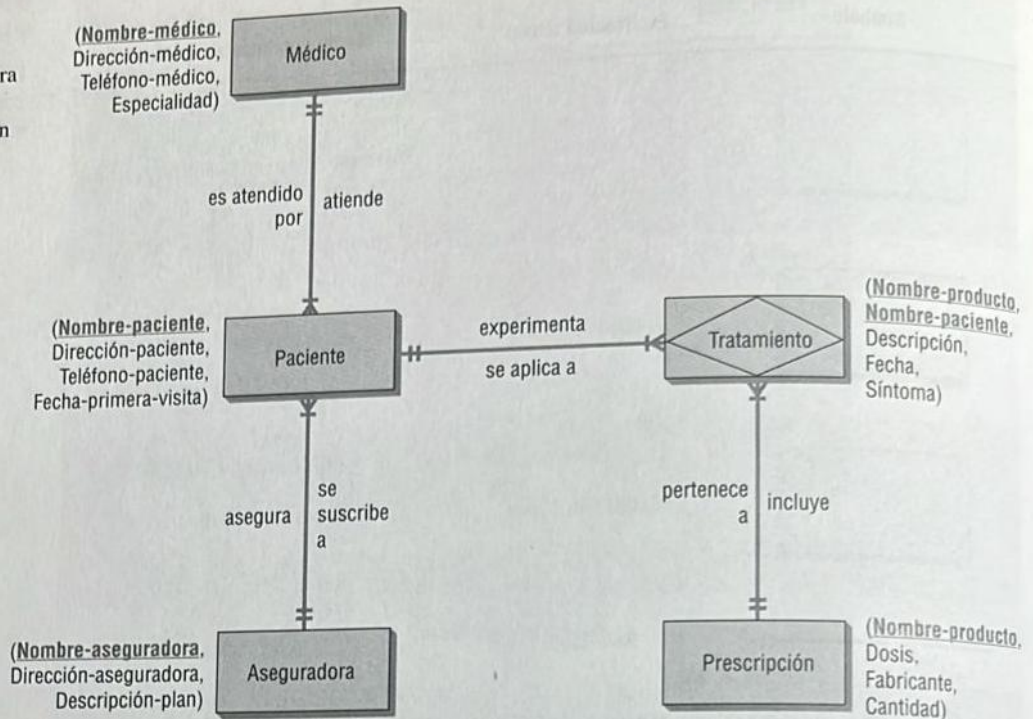 ra
n
(Nombre-médico,
Dirección-médico,
Teléfono-médico,
Especialidad)
Médico
es atendido
por
atiende
(Nombre-paciente,
Dirección-paciente,
Teléfono-paciente,
Fecha-primera-visita)
Paciente
experimenta
se aplica a
Tratamiento
(Nombre-producto,
Nombre-paciente,
Descripción,
Fecha,
Síntoma)
asegura
se
suscribe
a
pertenece
a
incluye
(Nombre-aseguradora,
Dirección-aseguradora,
Descripción-plan)
Aseguradora
Prescripción
(Nombre-producto,
Dosis,
Fabricante,
Cantidad)